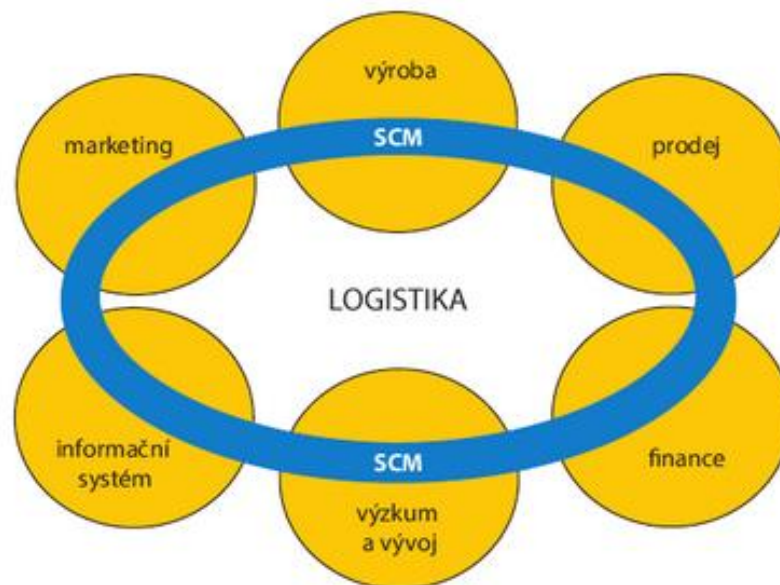 výroba
marketing
SCM
prodej
LOGISTIKA
informační
systém
SCM
finance
výzkum
a vývoj